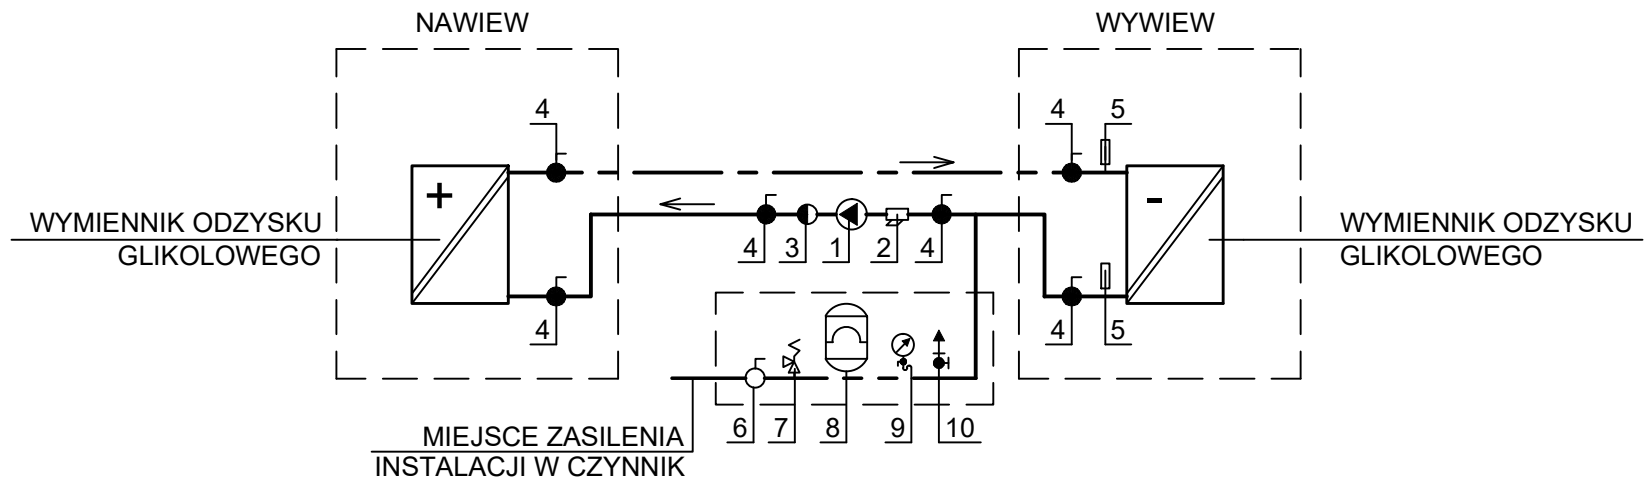 NAWIEW
WYWIEW
4
4
5
+
-
WYMIENNIK ODZYSKU
GLIKOLOWEGO
4
3
1
2
4
WYMIENNIK ODZYSKU
GLIKOLOWEGO
4
4
5
6
7
8
9
10
MIEJSCE ZASILENIA
INSTALACJI W CZYNNIK